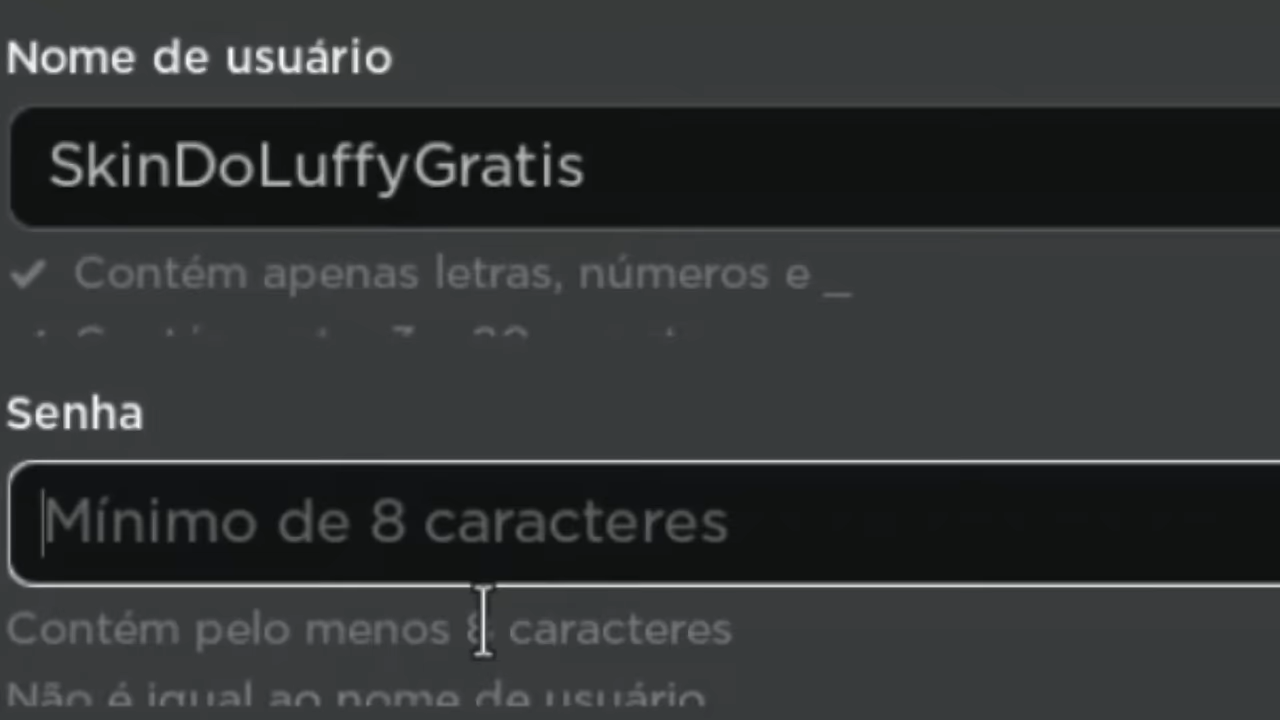 Nome de usuário
SkinDoLuffyGratis
Contém apenas letras, números e _
Senha
Mínimo de 8 caracteres
Contém pelo menos 8 caracteres
Não é igual ao nome de usuário